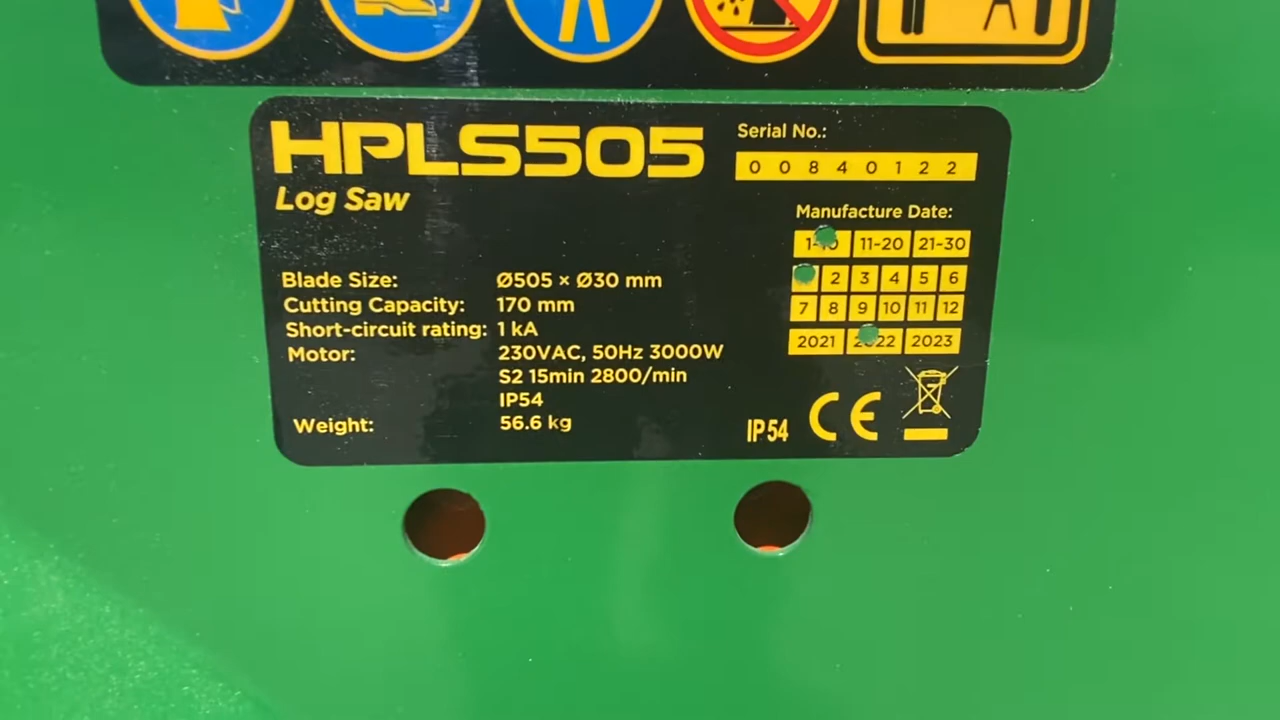 HPLS505
Log Saw
Serial No.:
0 0 8 4 0 1 2 2
Manufacture Date:
1-10 11-20 21-30
2 3 4 5 6
7 8 9 10 11 12
2021 2022 2023
Blade Size: Ø505 × Ø30 mm
Cutting Capacity: 170 mm
Short-circuit rating: 1 kA
Motor: 230VAC, 50Hz 3000W
S2 15min 2800/min
IP54
Weight: 56.6 kg
IP54 CE